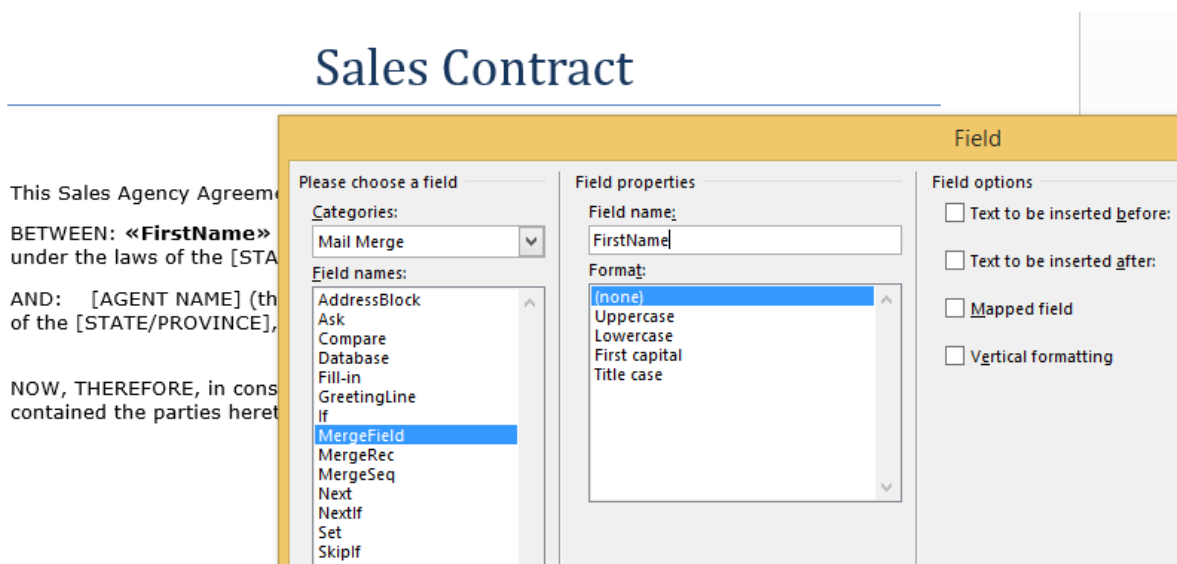 Sales Contract
Field
This Sales Agency Agreeme
BETWEEN: «FirstName»
under the laws of the [STA
AND: [AGENT NAME] (th
of the [STATE/PROVINCE],
NOW, THEREFORE, in cons
contained the parties heret
Please choose a field
Categories:
Mail Merge
Field names:
AddressBlock
Ask
Compare
Database
Fill-in
GreetingLine
If
MergeField
MergeRec
MergeSeq
Next
NextIf
Set
SkipIf
Field properties
Field name:
FirstName
Format:
(none)
Uppercase
Lowercase
First capital
Title case
Field options
Text to be inserted before:
Text to be inserted after:
Mapped field
Vertical formatting